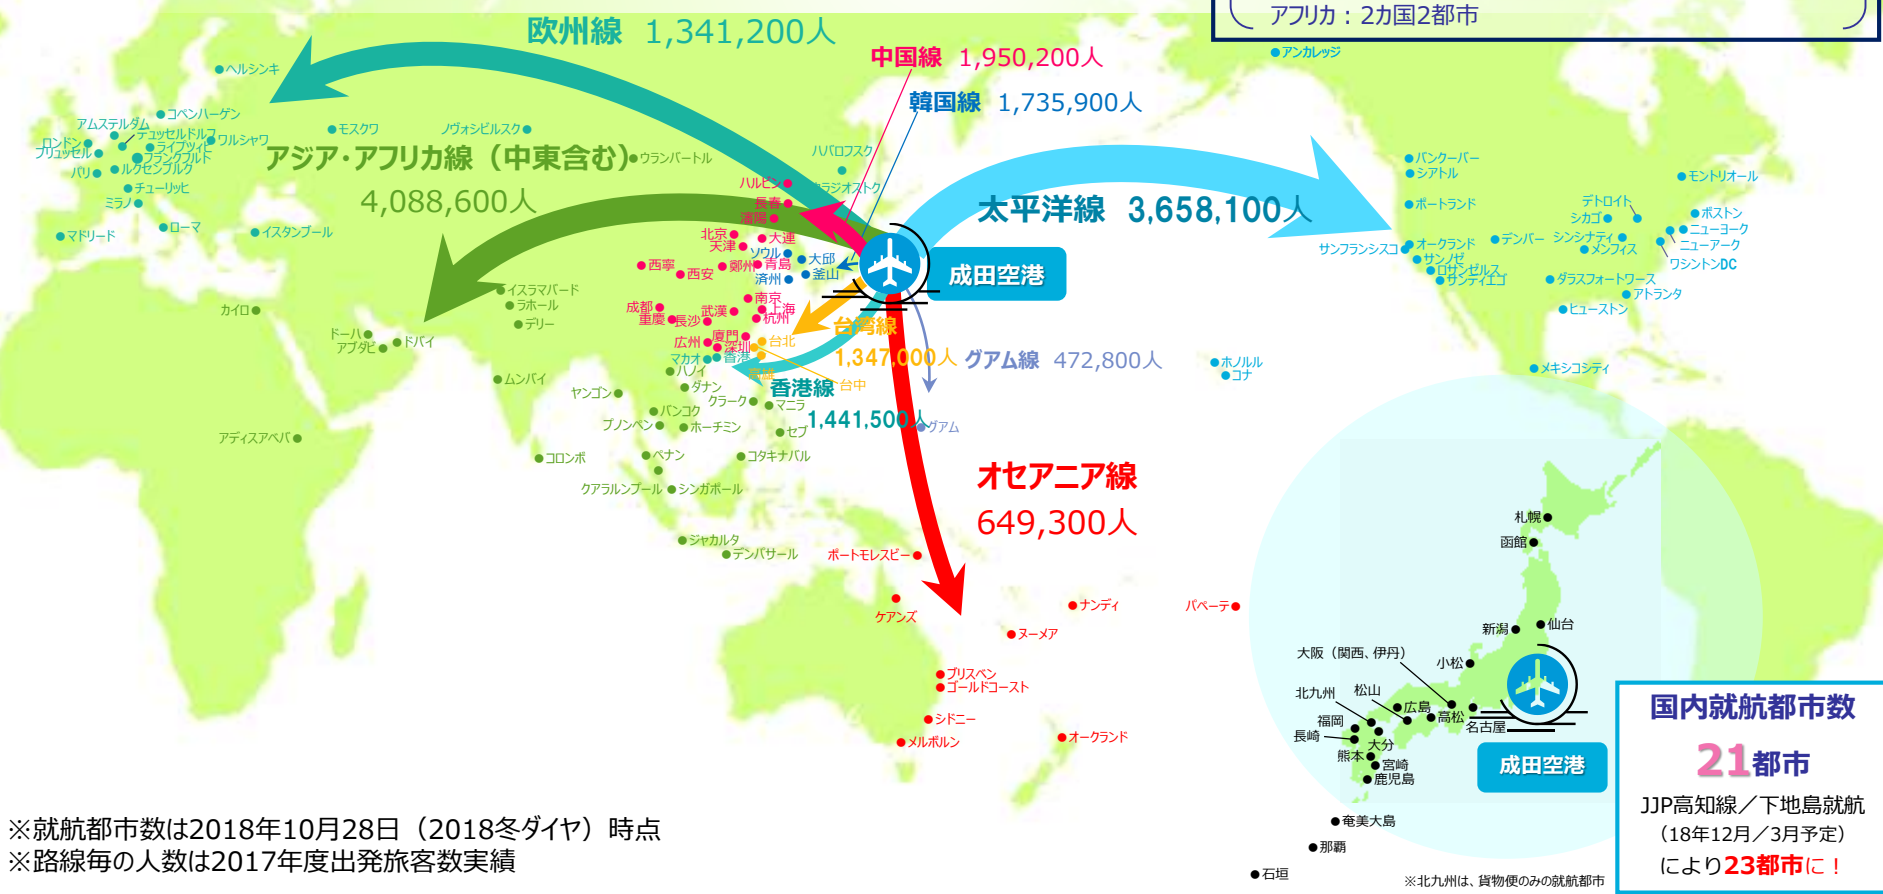 アフリカ：2カ国2都市
欧州線 1,341,200人
中国線 1,950,200人
韓国線 1,735,900人
アジア・アフリカ線（中東含む）
4,088,600人
太平洋線 3,658,100人
成田空港
台湾線
1,347,000人
グアム線 472,800人
香港線
1,441,500人
オセアニア線
649,300人
ヘルシンキ
コペンハーゲン
アムステルダム
デュッセルドルフ
ロンドン
ライプツィヒ
ワルシャワ
ブリュッセル
フランクフルト
パリ
ルクセンブルク
チューリッヒ
ミラノ
ローマ
マドリード
イスタンブール
モスクワ
ノヴォシビルスク
ウランバートル
ハバロフスク
ウラジオストク
ハルビン
長春
瀋陽
北京
大連
天津
ソウル
大邱
西寧
鄭州
青島
釜山
西安
済州
南京
成都
武漢
上海
重慶
長沙
杭州
広州
厦門
深圳
台北
マカオ
香港
高雄
台中
カイロ
イスラマバード
ラホール
デリー
ドーハ
アブダビ
ドバイ
ムンバイ
ヤンゴン
ハノイ
ダナン
クラーク
マニラ
バンコク
プノンペン
ホーチミン
セブ
グアム
アディスアベバ
コロンボ
ペナン
コタキナバル
クアラルンプール
シンガポール
ジャカルタ
デンパサール
ポートモレスビー
ケアンズ
ナンディ
パペーテ
ヌーメア
ブリスベン
ゴールドコースト
シドニー
メルボルン
オークランド
アンカレッジ
バンクーバー
シアトル
ポートランド
サンフランシスコ
オークランド
サンノゼ
ロサンゼルス
サンディエゴ
デンバー
モントリオール
デトロイト
シカゴ
ボストン
ニューヨーク
シンシナティ
ニューアーク
メンフィス
ワシントンDC
ダラスフォートワース
アトランタ
ヒューストン
メキシコシティ
ホノルル
コナ
札幌
函館
仙台
新潟
大阪（関西、伊丹）
小松
北九州
松山
広島
高松
名古屋
福岡
長崎
大分
熊本
宮崎
鹿児島
成田空港
奄美大島
那覇
石垣
※北九州は、貨物便のみの就航都市
国内就航都市数
21都市
JJP高知線／下地島就航
（18年12月／3月予定）
により23都市に！
※就航都市数は2018年10月28日（2018冬ダイヤ）時点
※路線毎の人数は2017年度出発旅客数実績